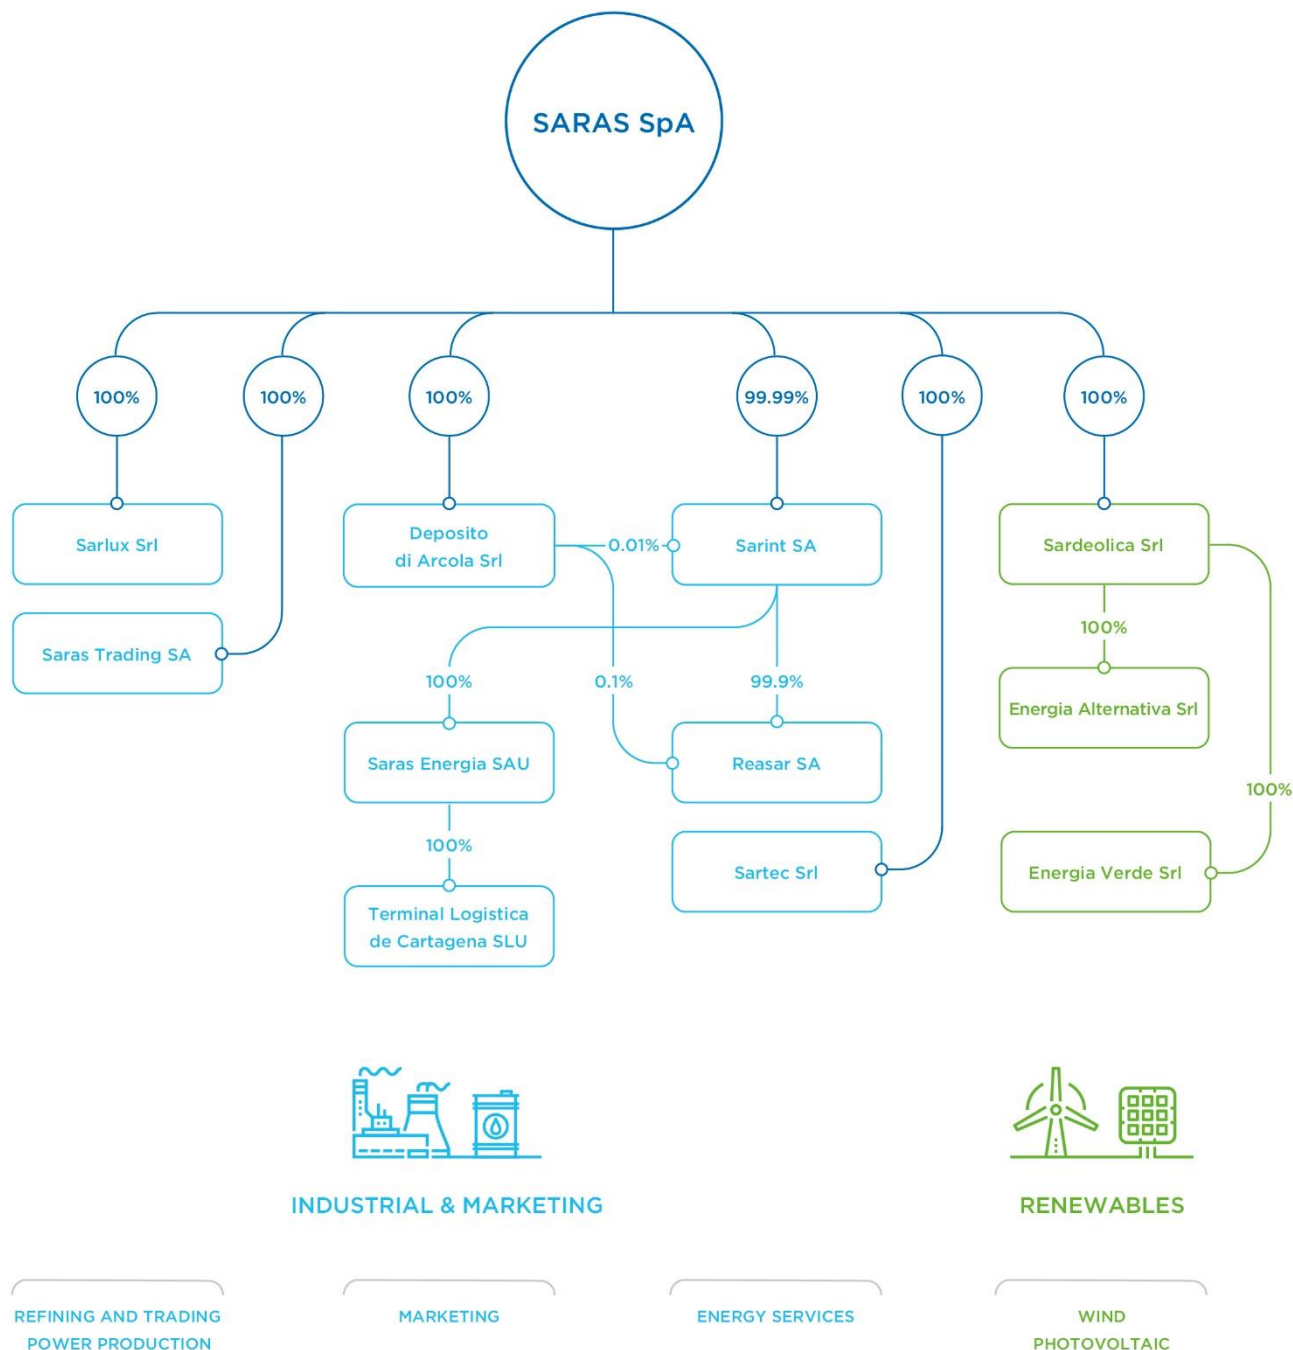 SARAS SpA
100%
100%
100%
99.99%
100%
100%
Sarlux Srl
Deposito
di Arcola Srl
0.01%
Sarint SA
Sardeolica Srl
Saras Trading SA
100%
100%
0.1%
99.9%
Energia Alternativa Srl
Saras Energia SAU
Reasar SA
100%
100%
Sartec Srl
Energia Verde Srl
Terminal Logistica
de Cartagena SLU
INDUSTRIAL & MARKETING
RENEWABLES
REFINING AND TRADING
POWER PRODUCTION
MARKETING
ENERGY SERVICES
WIND
PHOTOVOLTAIC